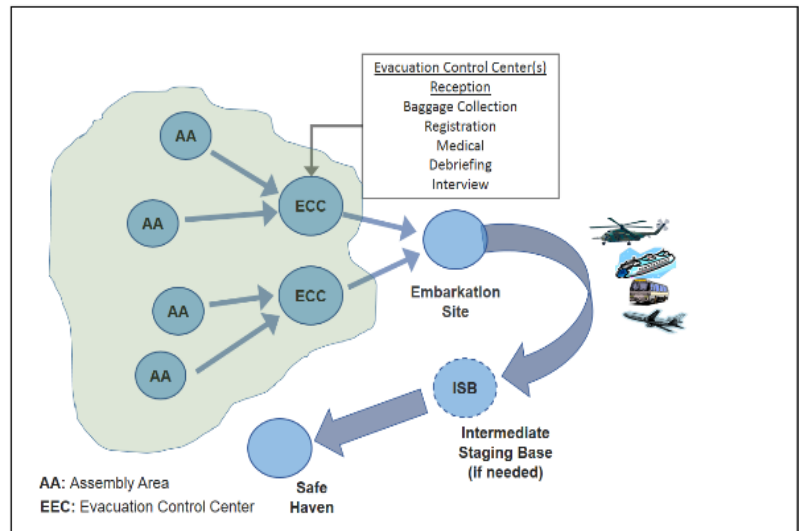 Evacuation Control Center(s)
Reception
Baggage Collection
Registration
Medical
Debriefing
Interview
AA
AA
ECC
AA
ECC
AA
Embarkation
Site
ISB
Intermediate
Staging Base
(If needed)
Safe
Haven
AA: Assembly Area
EEC: Evacuation Control Center